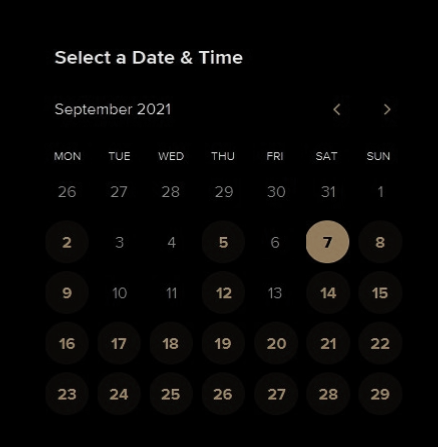 Select a Date & Time
September 2021
MON TUE WED THU FRI SAT SUN
26 27 28 29 30 31 1
2 3 4 5 6 7 8
9 10 11 12 13 14 15
16 17 18 19 20 21 22
23 24 25 26 27 28 29